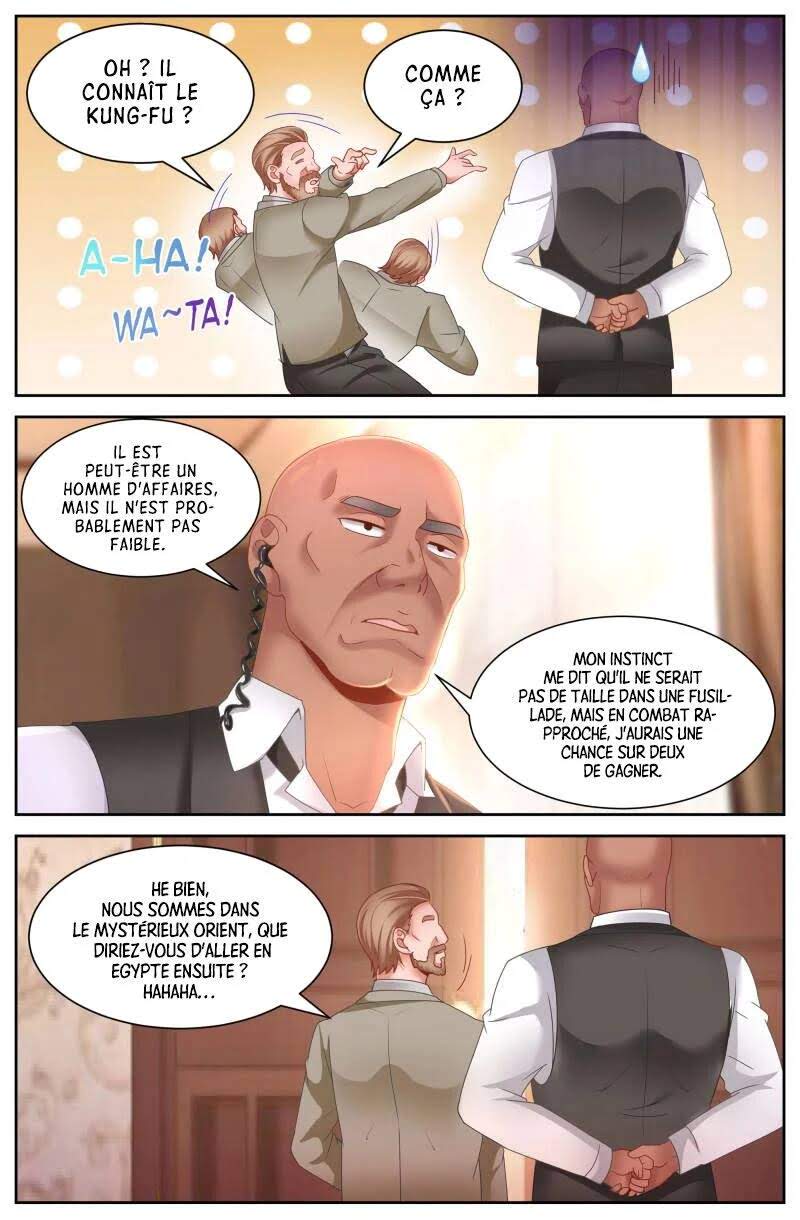 OH ? IL
CONNAÎT LE
KUNG-FU ?
COMME
ÇA ?
A-HA!
WA~TA!
IL EST
PEUT-ÊTRE UN
HOMME D'AFFAIRES,
MAIS IL N'EST PRO-
BABLEMENT PAS
FAIBLE.
MON INSTINCT
ME DIT QU'IL NE SERAIT
PAS DE TAILLE DANS UNE FUSIL-
LADE, MAIS EN COMBAT RA-
PPROCHÉ, J'AURAIS UNE
CHANCE SUR DEUX
DE GAGNER.
HE BIEN,
NOUS SOMMES DANS
LE MYSTÉRIEUX ORIENT, QUE
DIRIEZ-VOUS D'ALLER EN
EGYPTE ENSUITE ?
HAHAHA...